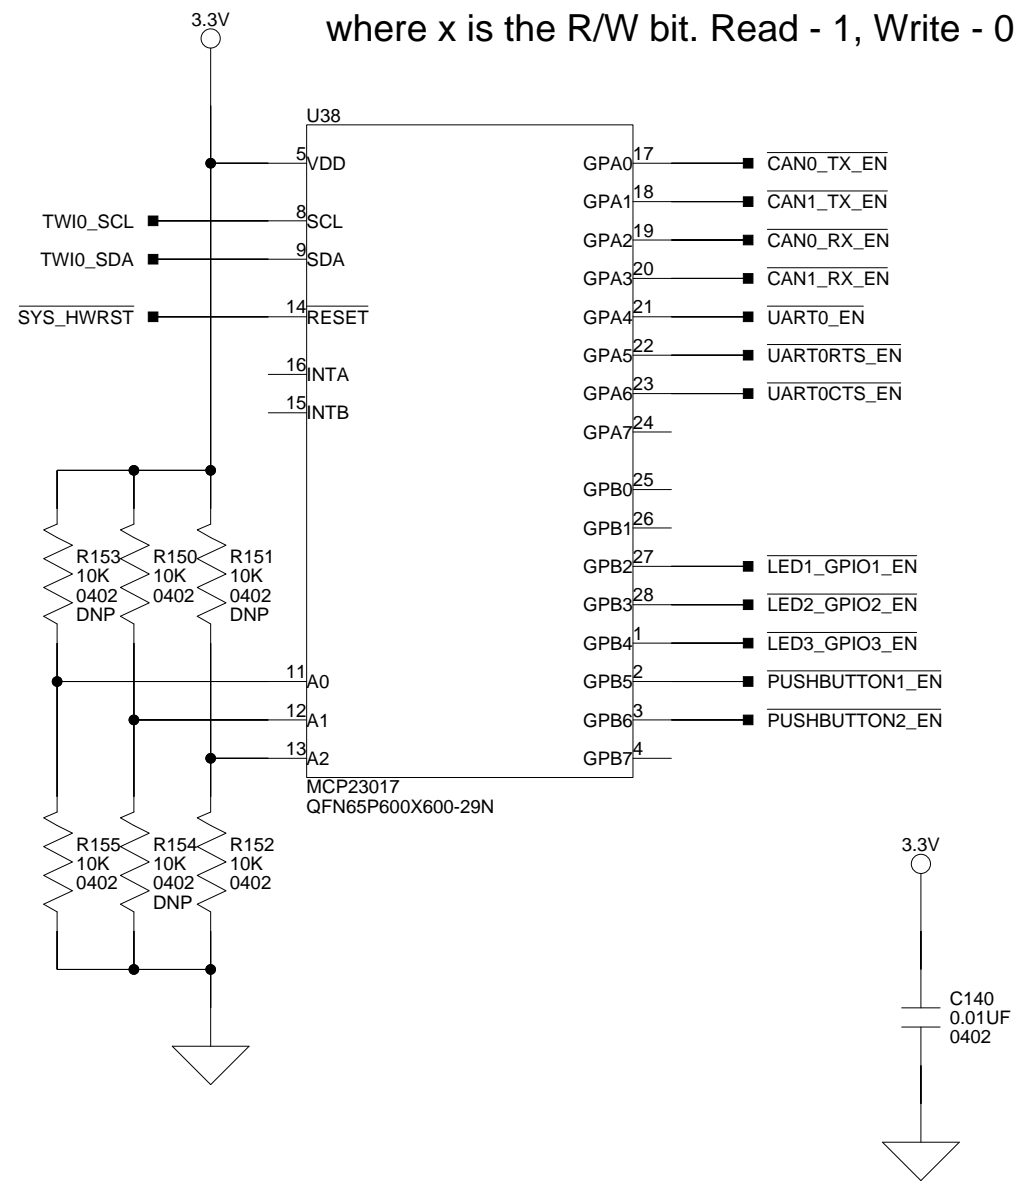 where x is the R/W bit. Read - 1, Write - 0
3.3V
U38
5 VDD
GPA0 17 CAN0_TX_EN
GPA1 18 CAN1_TX_EN
TWI0_SCL 8 SCL
GPA2 19 CAN0_RX_EN
TWI0_SDA 9 SDA
GPA3 20 CAN1_RX_EN
SYS_HWRST 14 RESET
GPA4 21 UART0_EN
GPA5 22 UART0RTS_EN
16 INTA
GPA6 23 UART0CTS_EN
15 INTB
GPA7 24
GPB0 25
GPB1 26
GPB2 27 LED1_GPIO1_EN
GPB3 28 LED2_GPIO2_EN
GPB4 1 LED3_GPIO3_EN
R153
10K
0402
DNP
R150
10K
0402
R151
10K
0402
DNP
11 A0
GPB5 2 PUSHBUTTON1_EN
12 A1
GPB6 3 PUSHBUTTON2_EN
13 A2
GPB7 4
MCP23017
QFN65P600X600-29N
R155
10K
0402
R154
10K
0402
DNP
R152
10K
0402
3.3V
C140
0.01UF
0402